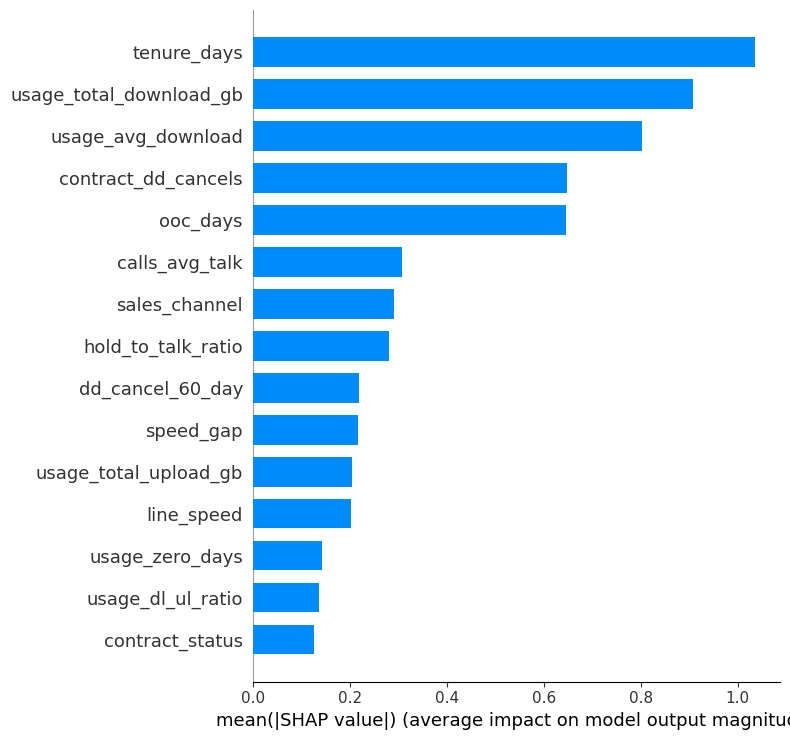 tenure_days
usage_total_download_gb
usage_avg_download
contract_dd_cancels
ooc_days
calls_avg_talk
sales_channel
hold_to_talk_ratio
dd_cancel_60_day
speed_gap
usage_total_upload_gb
line_speed
usage_zero_days
usage_dl_ul_ratio
contract_status
0.0 0.2 0.4 0.6 0.8 1.0
mean(|SHAP value|) (average impact on model output magnitud